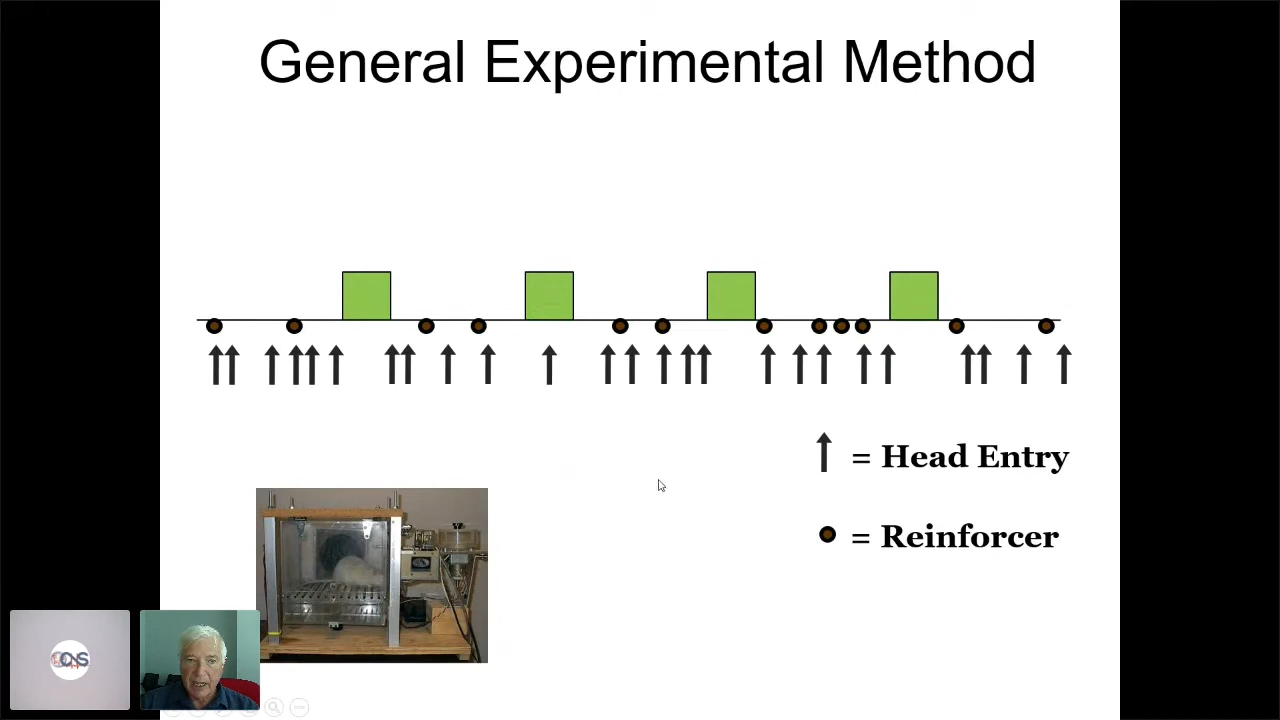 General Experimental Method
= Head Entry
= Reinforcer